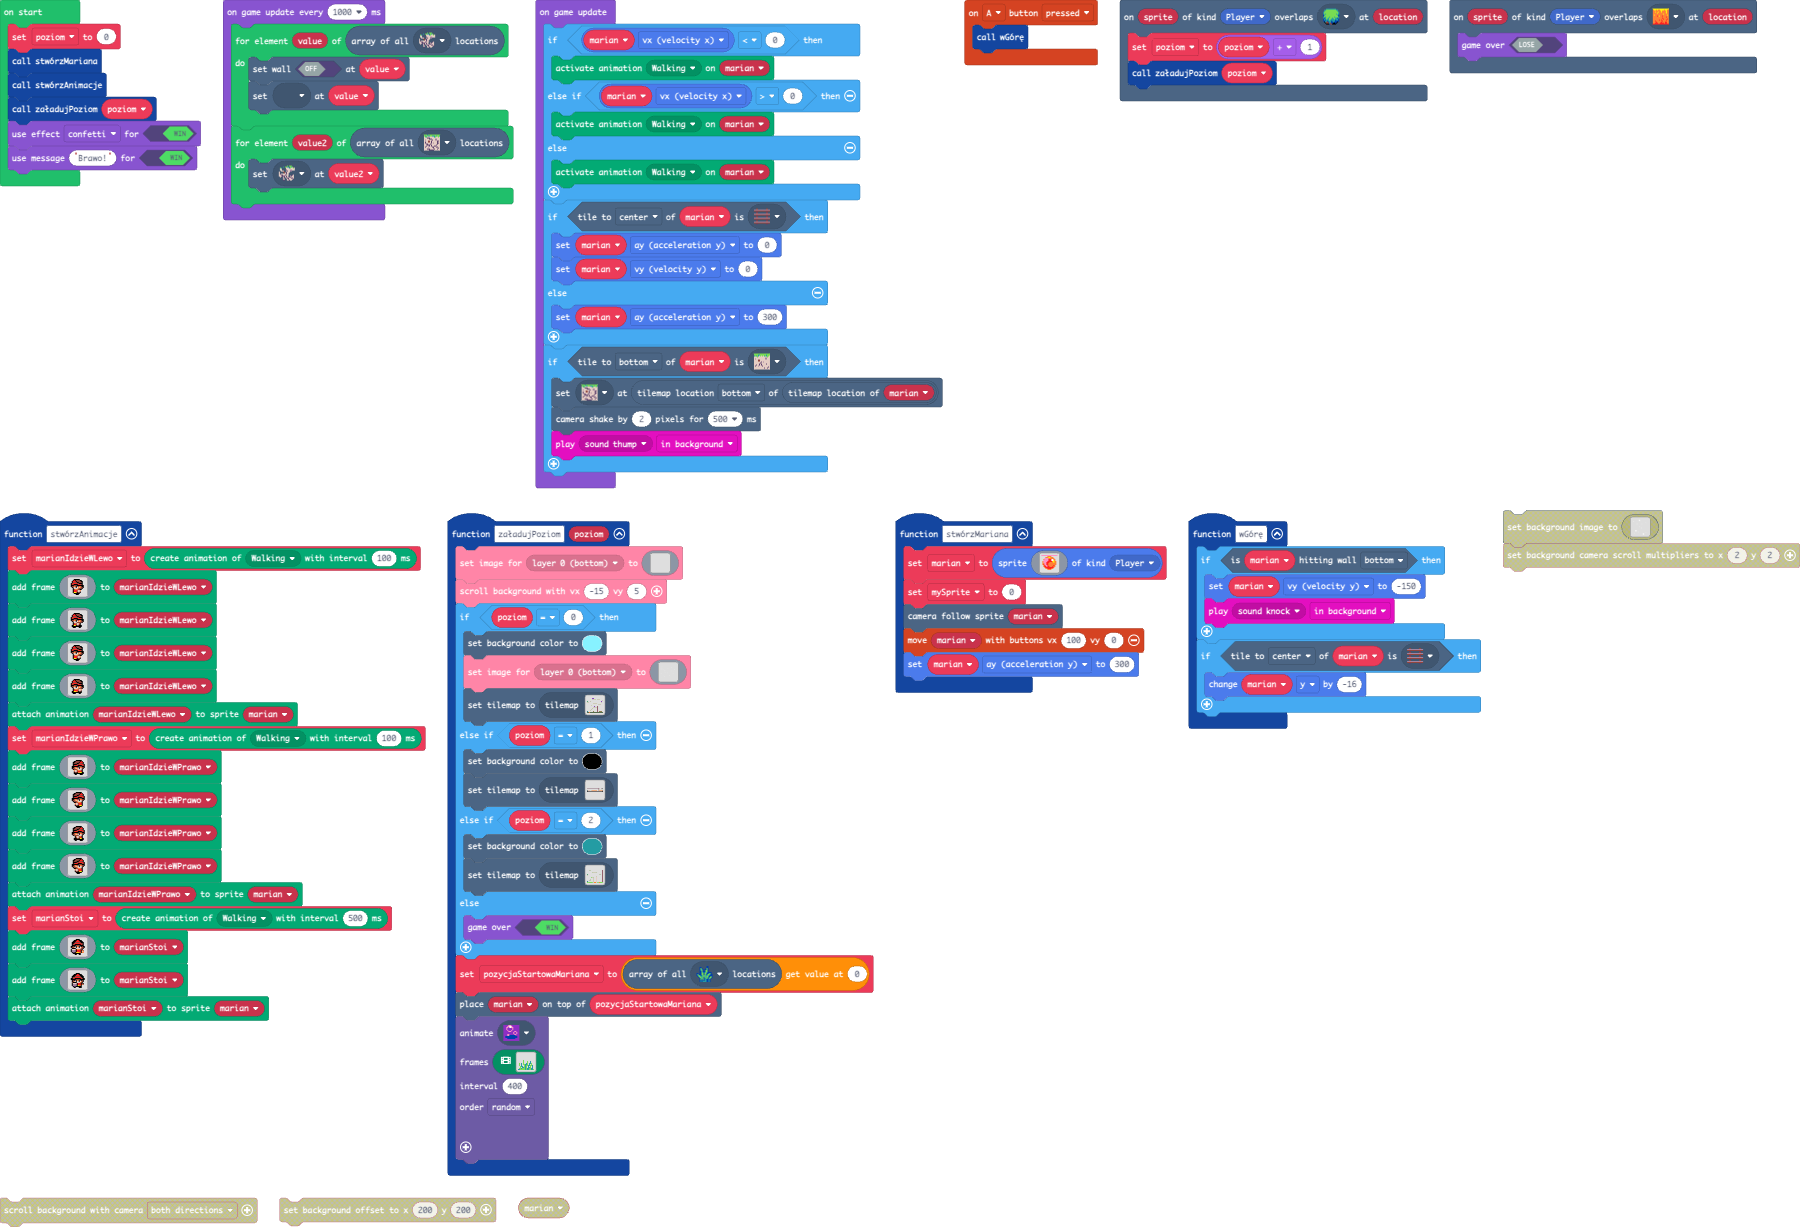 on start
set poziom to 0
call stwórzMariana
call stwórzAnimacje
call załadujPoziom poziom
use effect confetti for WIN
use message "Brawo!" for WIN
on game update every 1000 ms
for element value of array of all locations
do
set wall OFF at value
set at value
for element value2 of array of all locations
do
set at value2
on game update
if marian vx (velocity x) < 0 then
activate animation Walking on marian
else if marian vx (velocity x) > 0 then
activate animation Walking on marian
else
activate animation Walking on marian
if tile to center of marian is then
set marian ay (acceleration y) to 0
set marian vy (velocity y) to 0
else
set marian ay (acceleration y) to 300
if tile to bottom of marian is then
set at tilemap location bottom of tilemap location of marian
camera shake by 2 pixels for 500 ms
play sound thump in background
on A button pressed
call wGórę
on sprite of kind Player overlaps at location
set poziom to poziom + 1
call załadujPoziom poziom
on sprite of kind Player overlaps at location
game over LOSE
function stwórzAnimacje
set marianIdzieWLewo to create animation of Walking with interval 100 ms
add frame to marianIdzieWLewo
add frame to marianIdzieWLewo
add frame to marianIdzieWLewo
add frame to marianIdzieWLewo
attach animation marianIdzieWLewo to sprite marian
set marianIdzieWPrawo to create animation of Walking with interval 100 ms
add frame to marianIdzieWPrawo
add frame to marianIdzieWPrawo
add frame to marianIdzieWPrawo
add frame to marianIdzieWPrawo
attach animation marianIdzieWPrawo to sprite marian
set marianStoi to create animation of Walking with interval 500 ms
add frame to marianStoi
add frame to marianStoi
attach animation marianStoi to sprite marian
function załadujPoziom poziom
set image for layer 0 (bottom) to
scroll background with vx -15 vy 5
if poziom = 0 then
set background color to
set image for layer 0 (bottom) to
set tilemap to tilemap
else if poziom = 1 then
set background color to
set tilemap to tilemap
else if poziom = 2 then
set background color to
set tilemap to tilemap
else
game over WIN
set pozycjaStartowaMariana to array of all locations get value at 0
place marian on top of pozycjaStartowaMariana
animate
frames
interval 400
order random
function stwórzMariana
set marian to sprite of kind Player
set mySprite to 0
camera follow sprite marian
move marian with buttons vx 100 vy 0
set marian ay (acceleration y) to 300
function wGórę
if is marian hitting wall bottom then
set marian vy (velocity y) to -150
play sound knock in background
if tile to center of marian is then
change marian y by -16
set background image to
set background camera scroll multipliers to x 2 y 2
scroll background with camera both directions
set background offset to x 200 y 200
marian